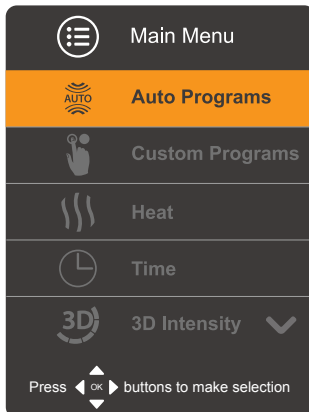 Main Menu
AUTO Auto Programs
Custom Programs
Heat
Time
3D 3D Intensity
Press OK buttons to make selection